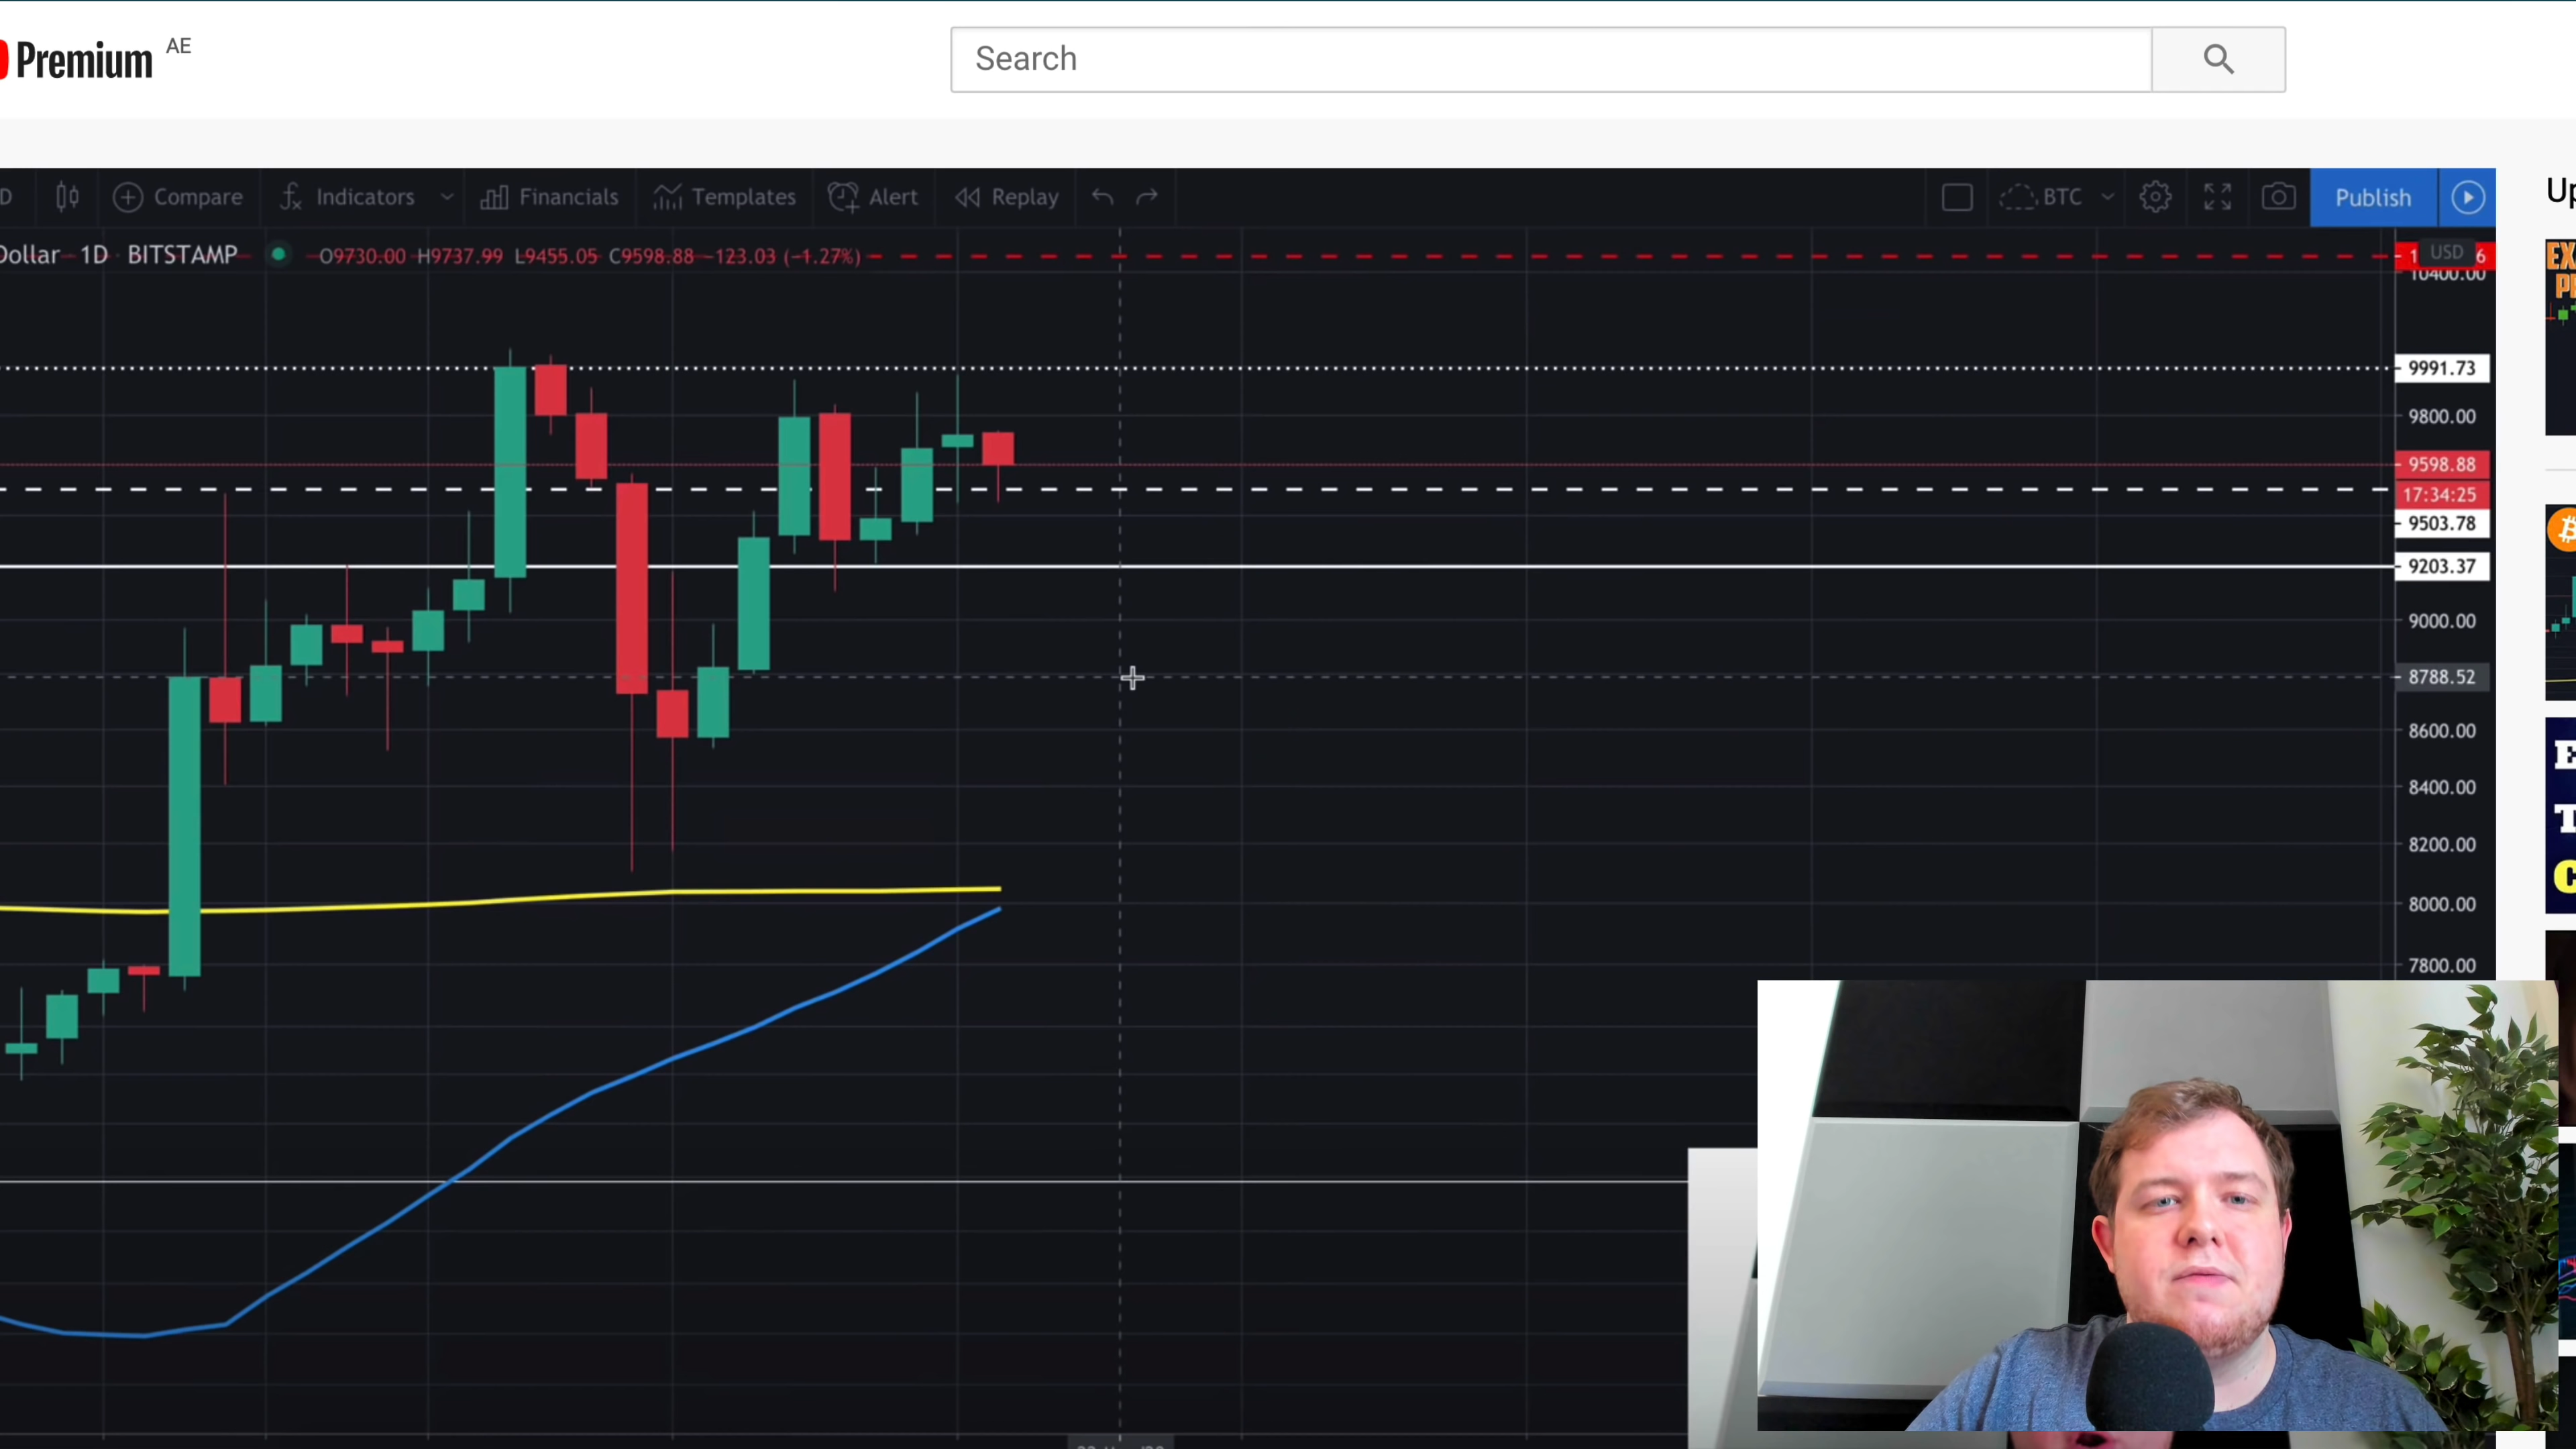 Premium AE
Search
D
Compare
Indicators
Financials
Templates
Alert
Replay
BTC
Publish
Dollar 1D BITSTAMP O9730.00 H9737.99 L9455.05 C9598.88 −123.03 (−1.27%)
USD
10400.00
9991.73
9800.00
9598.88
17:34:25
9503.78
9203.37
9000.00
8788.52
8600.00
8400.00
8200.00
8000.00
7800.00